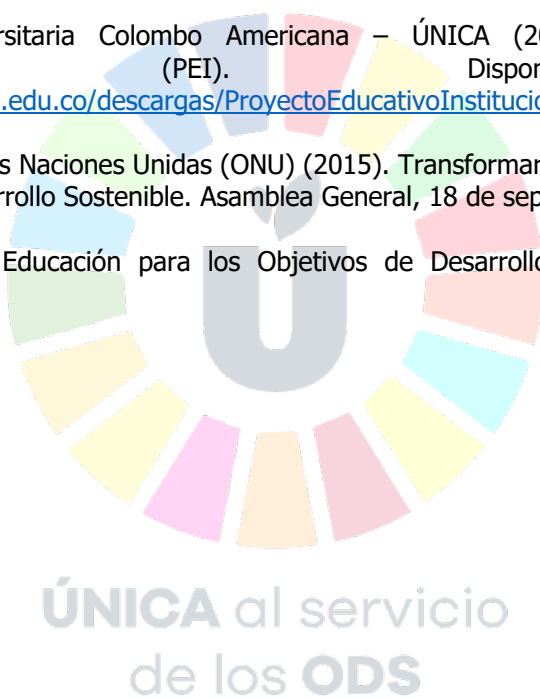 rsitaria Colombo Americana – ÚNICA (20
(PEI). Dispon
.edu.co/descargas/ProyectoEducativoInstitucio
s Naciones Unidas (ONU) (2015). Transformar
rrollo Sostenible. Asamblea General, 18 de sep
Educación para los Objetivos de Desarrollo
ÚNICA al servicio
de los ODS